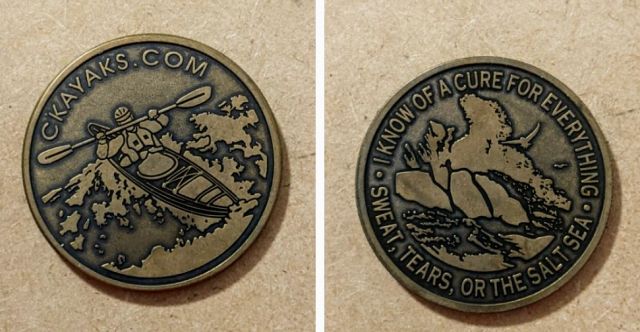 CKAYAKS.COM
· I KNOW OF A CURE FOR EVERYTHING ·
SWEAT, TEARS, OR THE SALT SEA